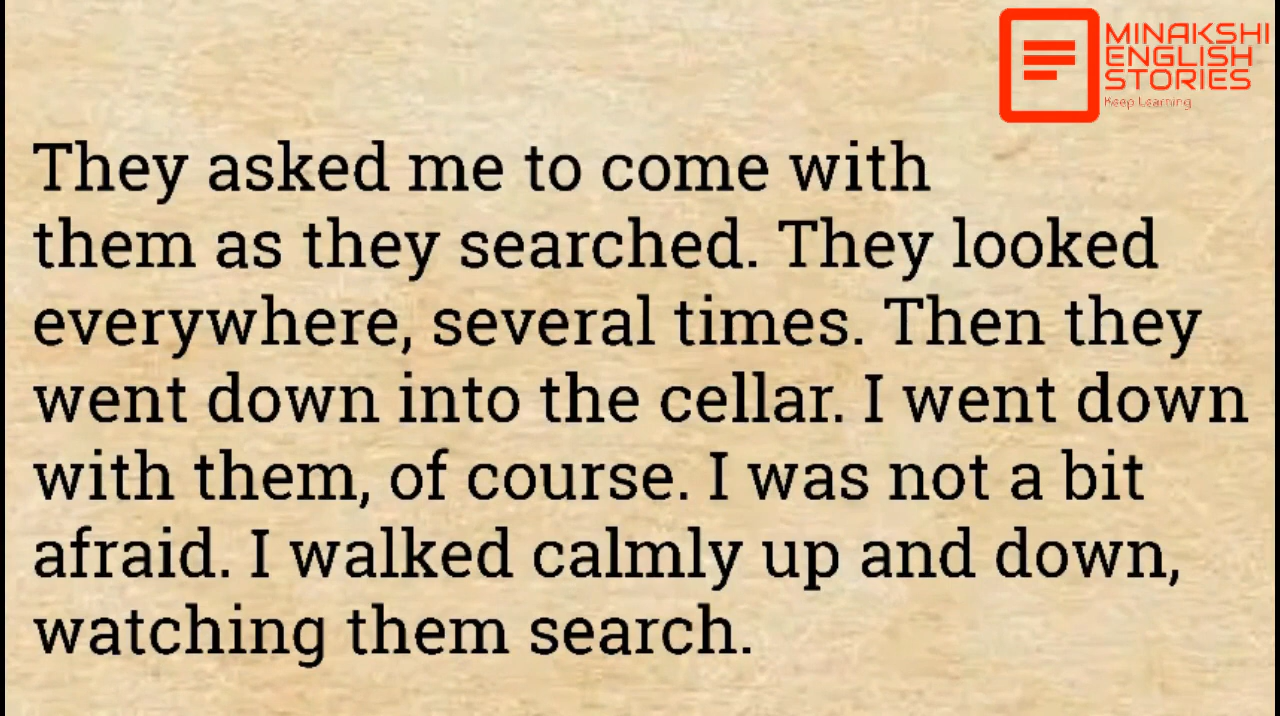 MINAKSHI
ENGLISH
STORIES
Keep Learning
They asked me to come with
them as they searched. They looked
everywhere, several times. Then they
went down into the cellar. I went down
with them, of course. I was not a bit
afraid. I walked calmly up and down,
watching them search.